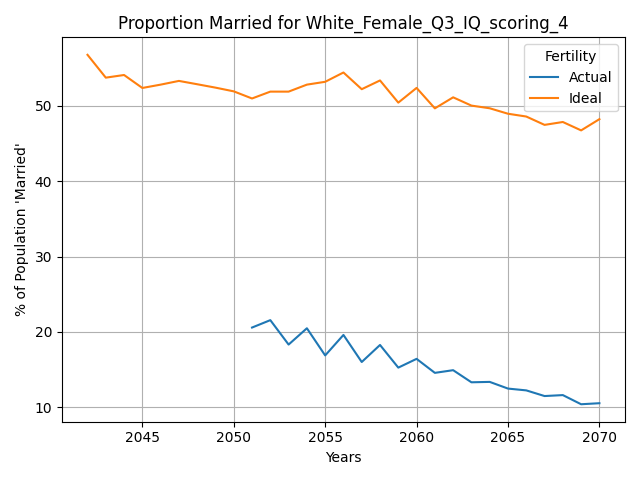 Proportion Married for White_Female_Q3_IQ_scoring_4
Fertility
Actual
Ideal
% of Population 'Married'
50
40
30
20
10
2045 2050 2055 2060 2065 2070
Years